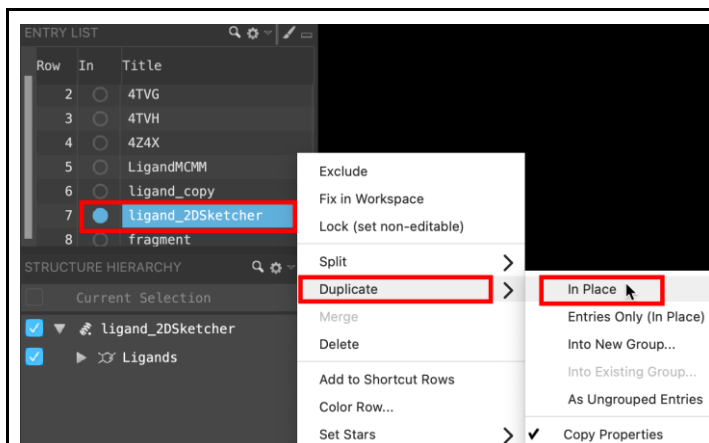 ENTRY LIST
Row In Title
2 4TVG
3 4TVH
4 4Z4X
5 LigandMCMM
6 ligand_copy
7 ligand_2DSketcher
8 fragment
STRUCTURE HIERARCHY
Current Selection
ligand_2DSketcher
Ligands
Exclude
Fix in Workspace
Lock (set non-editable)
Split
Duplicate
Merge
Delete
Add to Shortcut Rows
Color Row...
Set Stars
In Place
Entries Only (In Place)
Into New Group...
Into Existing Group...
As Ungrouped Entries
Copy Properties